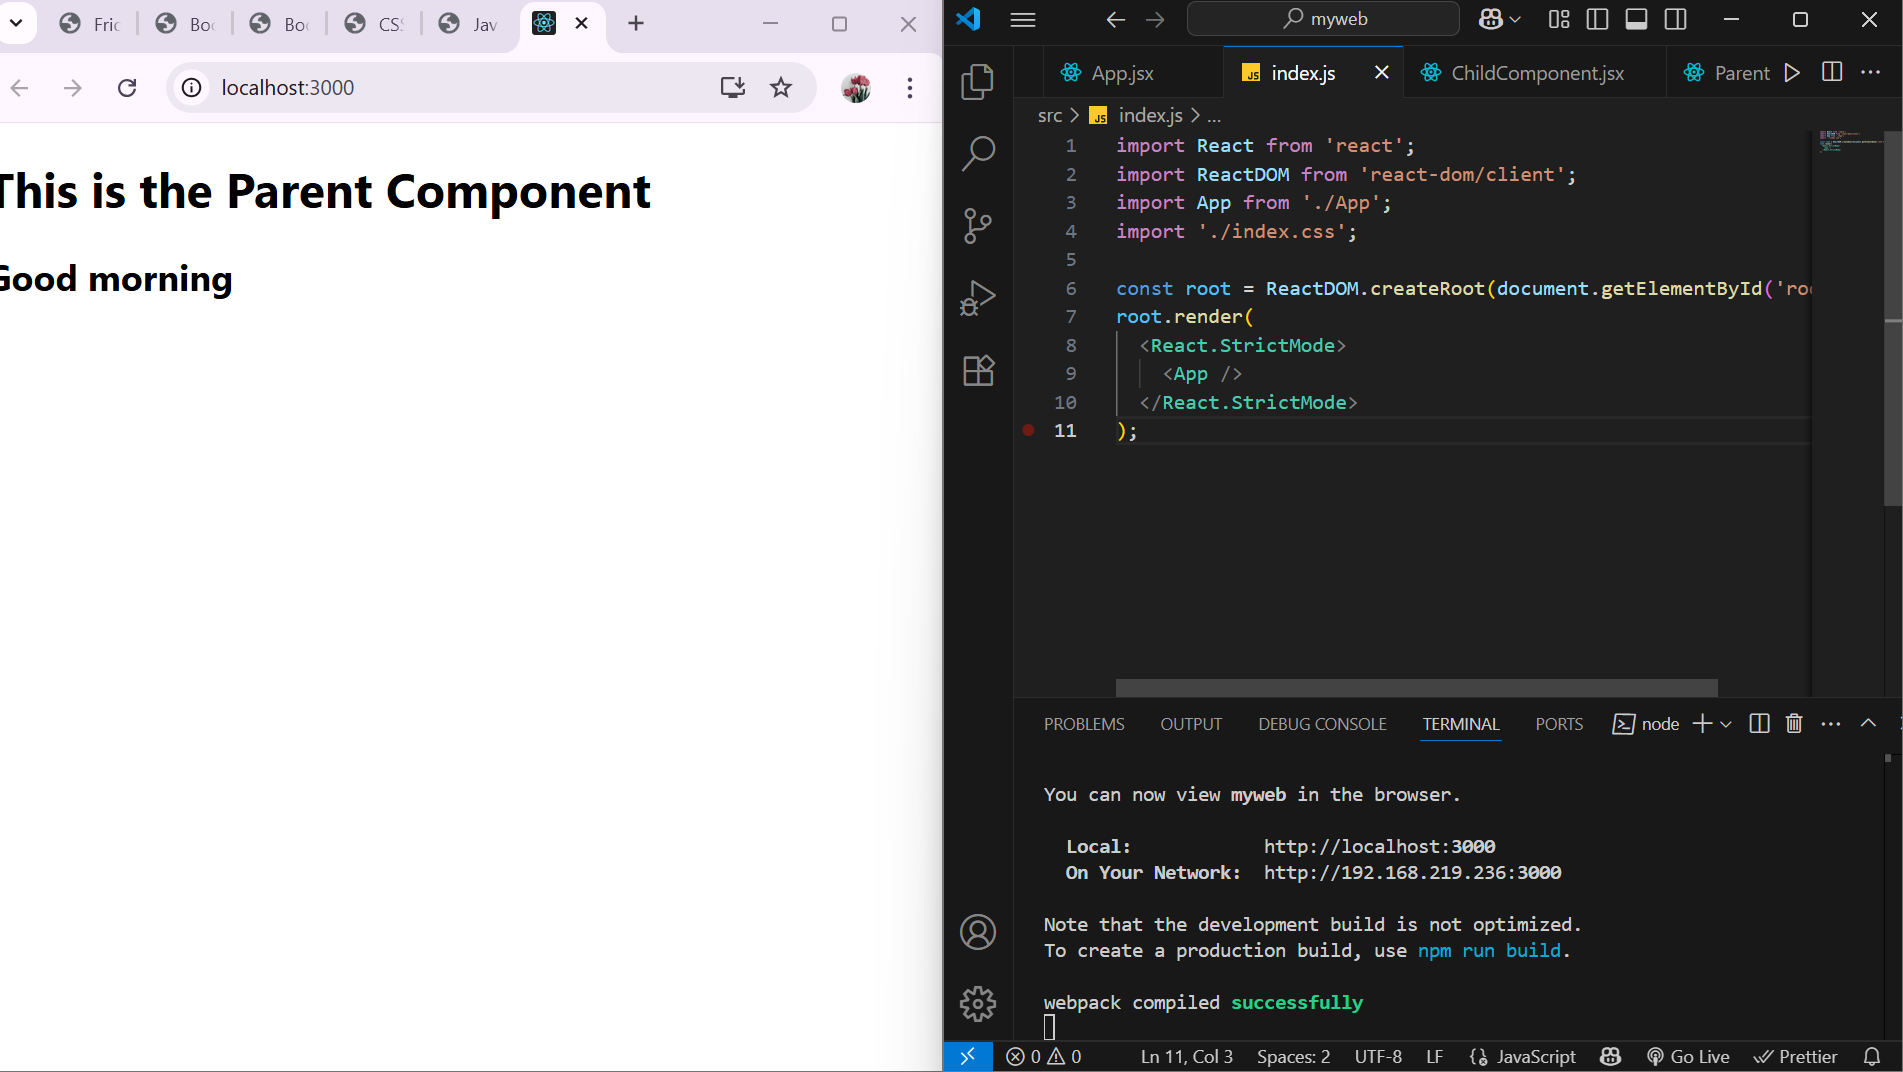 Fric
Boo
Boo
CSS
Jav
localhost:3000
This is the Parent Component
Good morning
myweb
App.jsx
JS index.js
ChildComponent.jsx
Parent
src > JS index.js > ...
1 import React from 'react';
2 import ReactDOM from 'react-dom/client';
3 import App from './App';
4 import './index.css';
5
6 const root = ReactDOM.createRoot(document.getElementById('roo
7 root.render(
8 <React.StrictMode>
9 <App />
10 </React.StrictMode>
11 );
PROBLEMS OUTPUT DEBUG CONSOLE TERMINAL PORTS node
You can now view myweb in the browser.
Local: http://localhost:3000
On Your Network: http://192.168.219.236:3000
Note that the development build is not optimized.
To create a production build, use npm run build.
webpack compiled successfully
0 0 Ln 11, Col 3 Spaces: 2 UTF-8 LF {} JavaScript Go Live Prettier